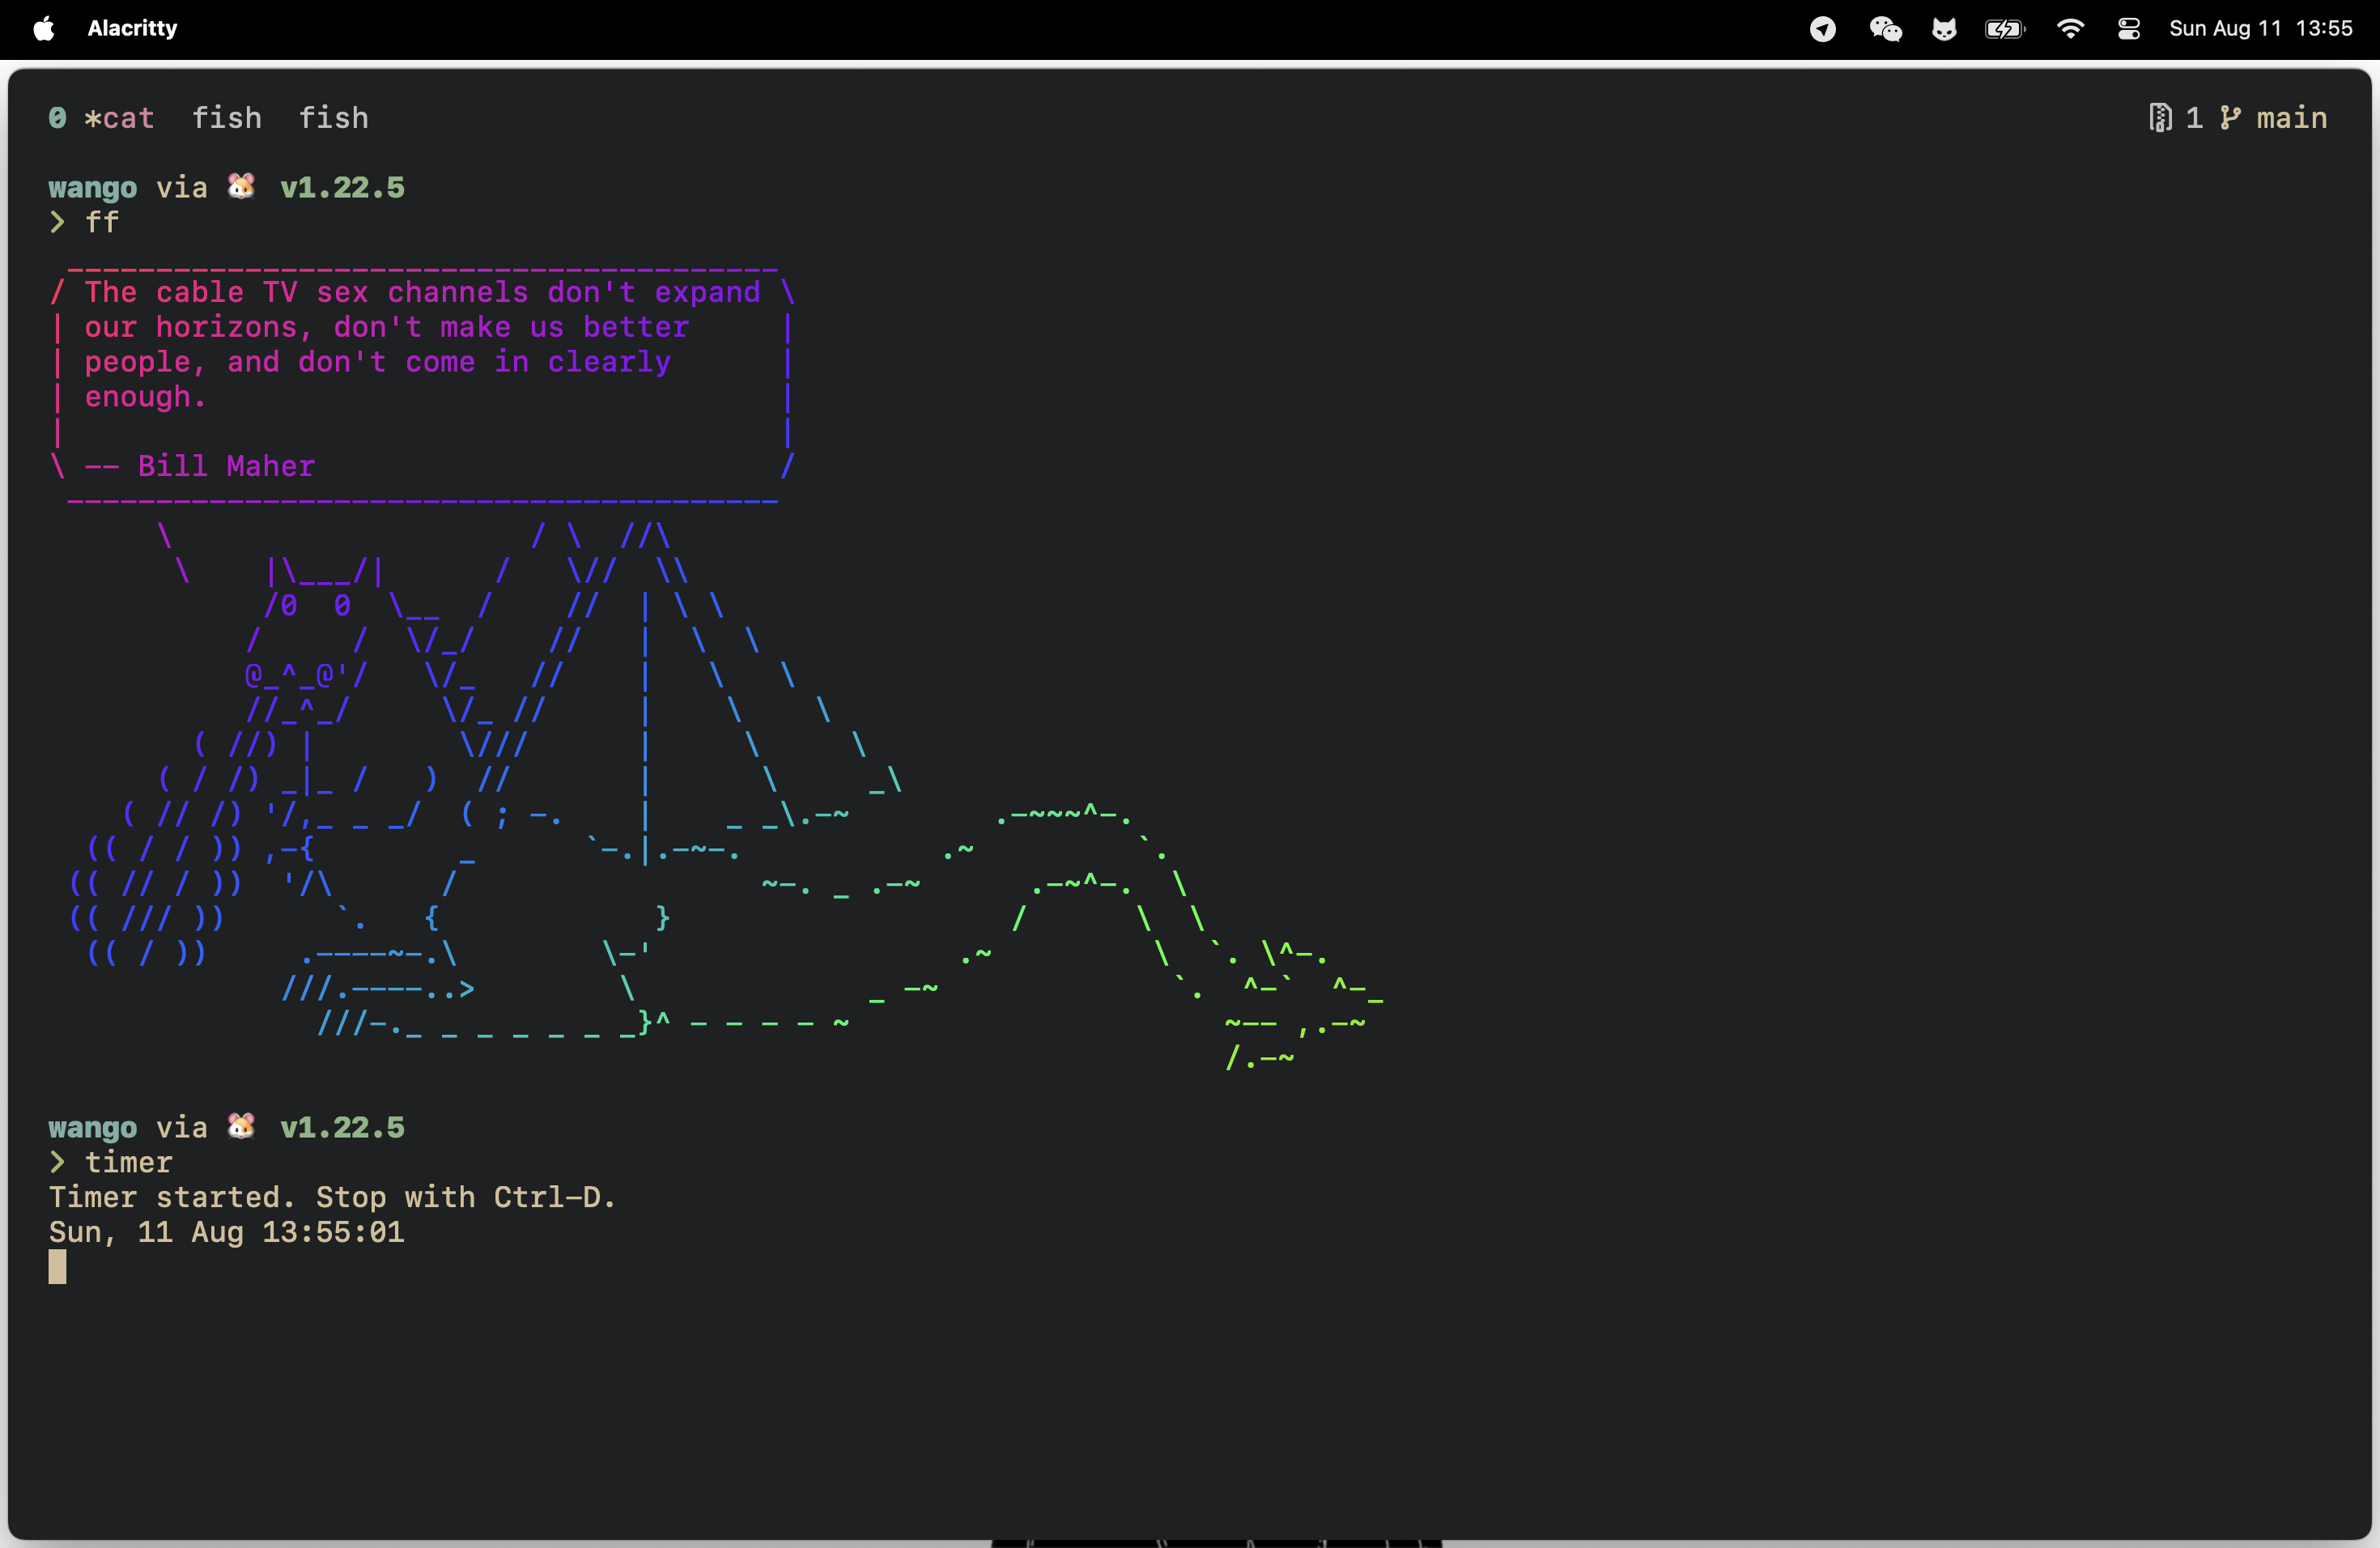 Alacritty Sun Aug 11 13:55
0 *cat fish fish 1 main
wango via 🐹 v1.22.5
❯ ff
 ________________________________________
/ The cable TV sex channels don't expand \
| our horizons, don't make us better     |
| people, and don't come in clearly      |
| enough.                                |
|                                        |
\ -- Bill Maher                          /
 ----------------------------------------
wango via 🐹 v1.22.5
❯ timer
Timer started. Stop with Ctrl-D.
Sun, 11 Aug 13:55:01